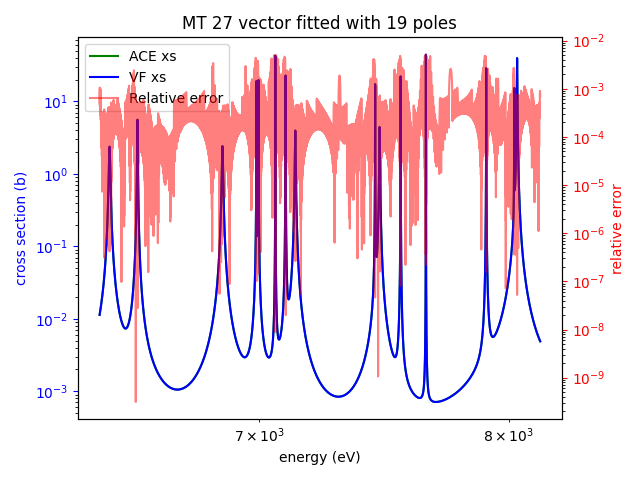 MT 27 vector fitted with 19 poles
ACE xs
VF xs
Relative error
cross section (b)
10¹
10⁰
10⁻¹
10⁻²
10⁻³
10⁻²
10⁻³
10⁻⁴
10⁻⁵
10⁻⁶
10⁻⁷
10⁻⁸
10⁻⁹
relative error
7 × 10³
8 × 10³
energy (eV)